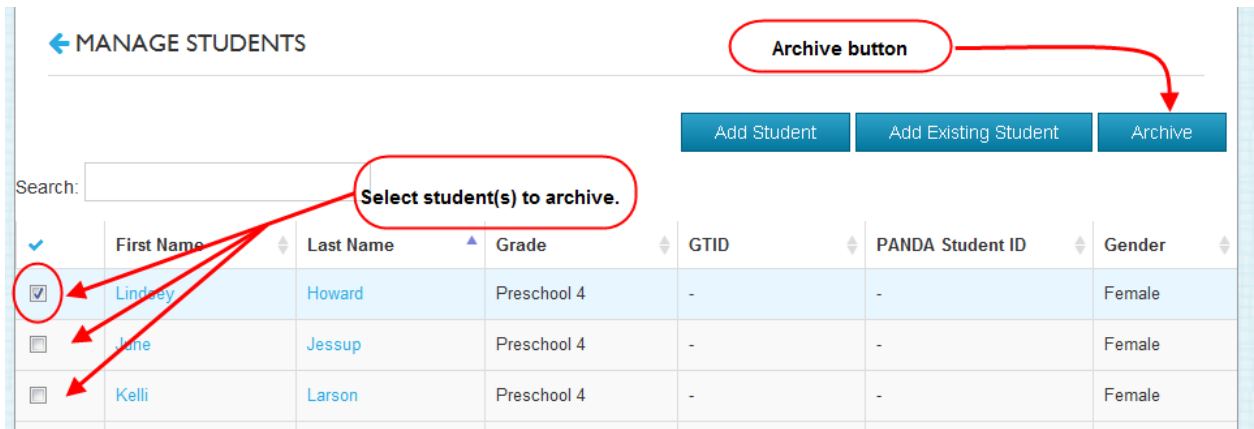 MANAGE STUDENTS
Archive button
Add Student Add Existing Student Archive
Search:
Select student(s) to archive.
First Name Last Name Grade GTID PANDA Student ID Gender
Lindsey Howard Preschool 4 - - Female
June Jessup Preschool 4 - - Female
Kelli Larson Preschool 4 - - Female